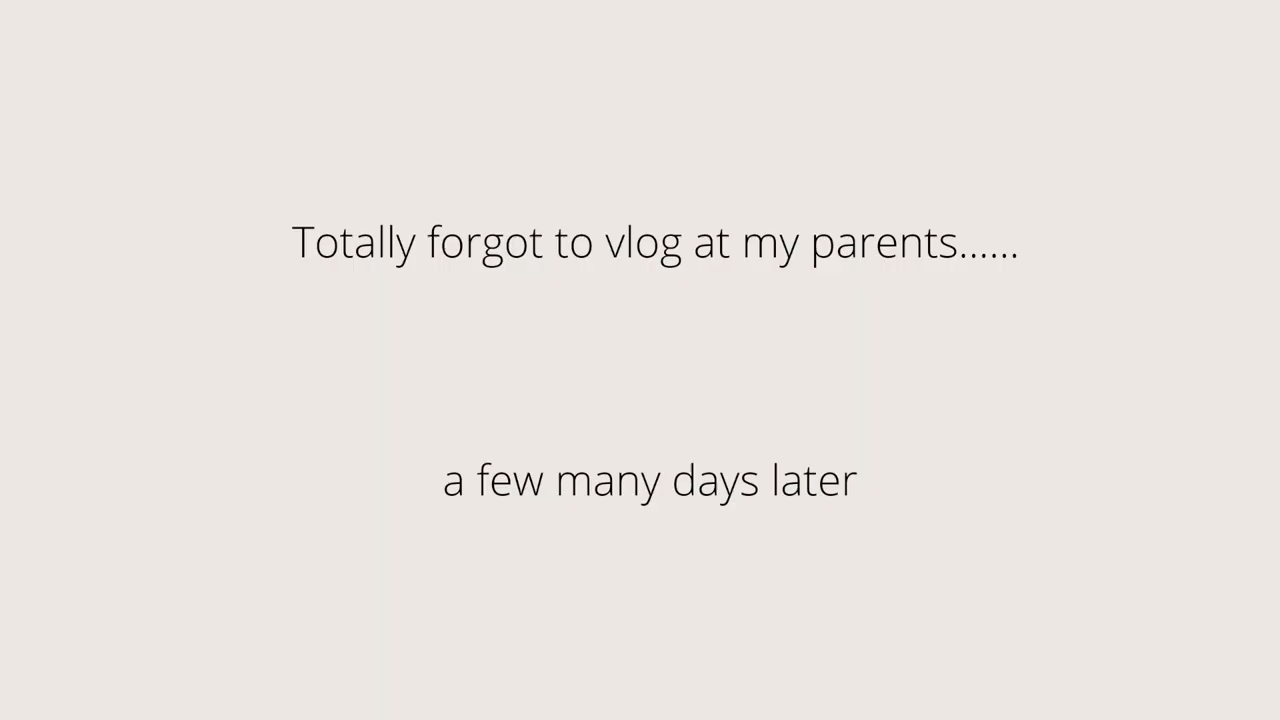 Totally forgot to vlog at my parents......
a few many days later